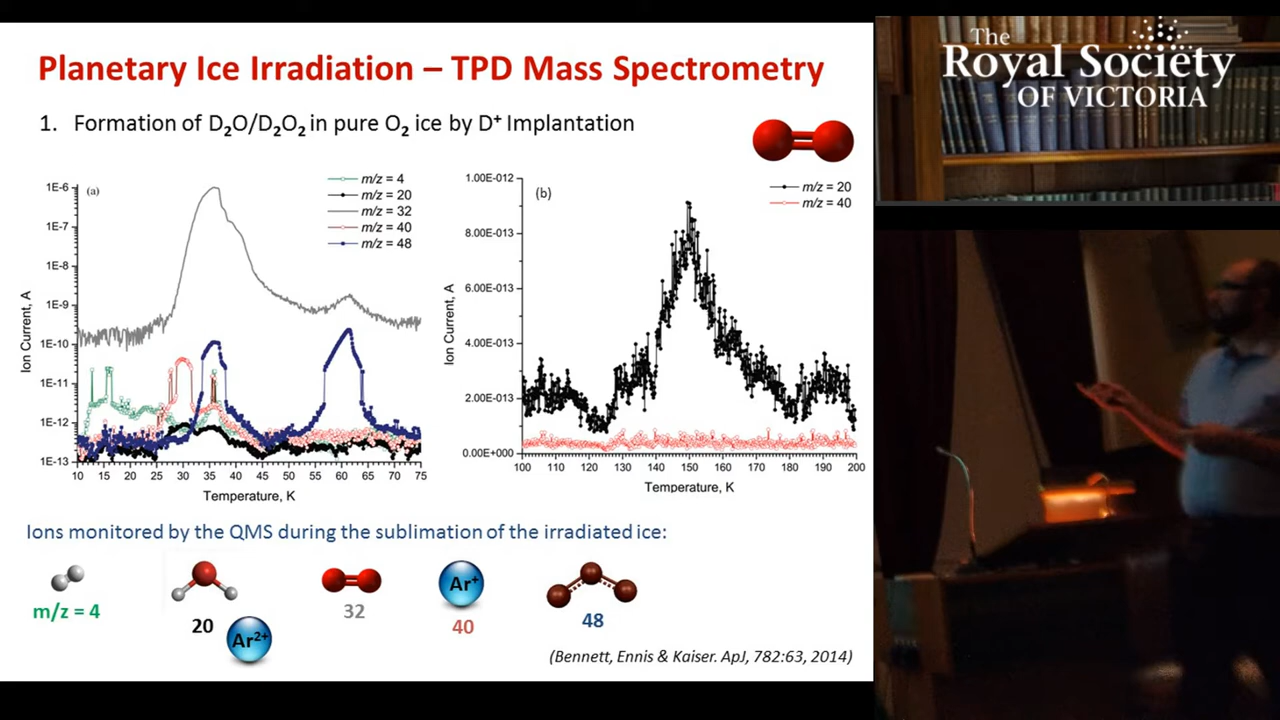 Planetary Ice Irradiation – TPD Mass Spectrometry
The
Royal Society
OF VICTORIA
1. Formation of D₂O/D₂O₂ in pure O₂ ice by D⁺ Implantation
(a)
m/z = 4
m/z = 20
m/z = 32
m/z = 40
m/z = 48
1E-6
1E-7
1E-8
1E-9
1E-10
1E-11
1E-12
1E-13
Ion Current, A
10 15 20 25 30 35 40 45 50 55 60 65 70 75
Temperature, K
(b)
m/z = 20
m/z = 40
1.00E-012
8.00E-013
6.00E-013
4.00E-013
2.00E-013
0.00E+000
Ion Current, A
100 110 120 130 140 150 160 170 180 190 200
Temperature, K
Ions monitored by the QMS during the sublimation of the irradiated ice:
m/z = 4
20
Ar²⁺
32
Ar⁺
40
48
(Bennett, Ennis & Kaiser. ApJ, 782:63, 2014)